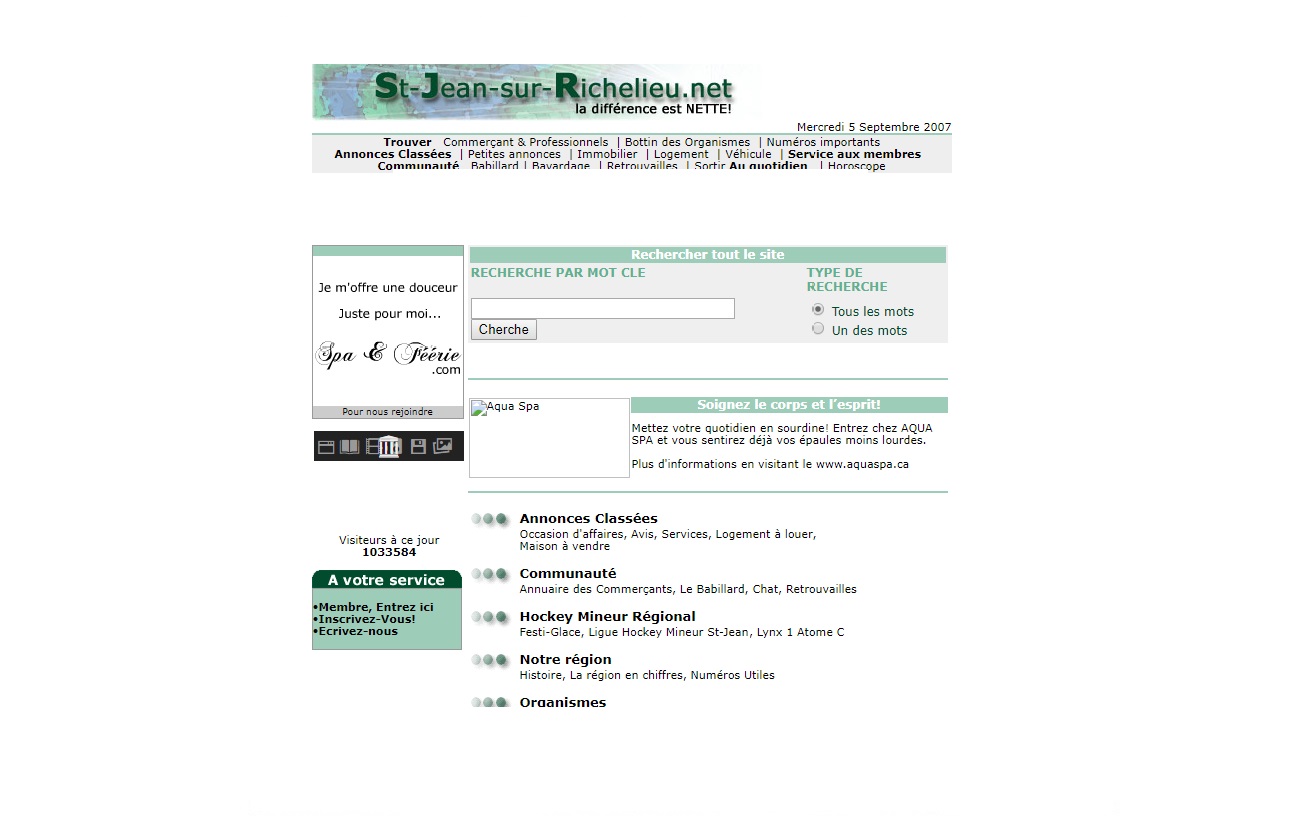 St-Jean-sur-Richelieu.net
la différence est NETTE!
Mercredi 5 Septembre 2007
Trouver Commerçant & Professionnels | Bottin des Organismes | Numéros importants
Annonces Classées | Petites annonces | Immobilier | Logement | Véhicule | Service aux membres
Communauté Babillard | Bavardage | Retrouvailles | Sortir Au quotidien | Horoscope
Je m'offre une douceur
Juste pour moi...
Spa & Féérie
.com
Pour nous rejoindre
Visiteurs à ce jour
1033584
A votre service
•Membre, Entrez ici
•Inscrivez-Vous!
•Ecrivez-nous
Rechercher tout le site
RECHERCHE PAR MOT CLE
TYPE DE
RECHERCHE
Tous les mots
Un des mots
Cherche
Aqua Spa
Soignez le corps et l’esprit!
Mettez votre quotidien en sourdine! Entrez chez AQUA
SPA et vous sentirez déjà vos épaules moins lourdes.
Plus d'informations en visitant le www.aquaspa.ca
Annonces Classées
Occasion d'affaires, Avis, Services, Logement à louer,
Maison à vendre
Communauté
Annuaire des Commerçants, Le Babillard, Chat, Retrouvailles
Hockey Mineur Régional
Festi-Glace, Ligue Hockey Mineur St-Jean, Lynx 1 Atome C
Notre région
Histoire, La région en chiffres, Numéros Utiles
Organismes